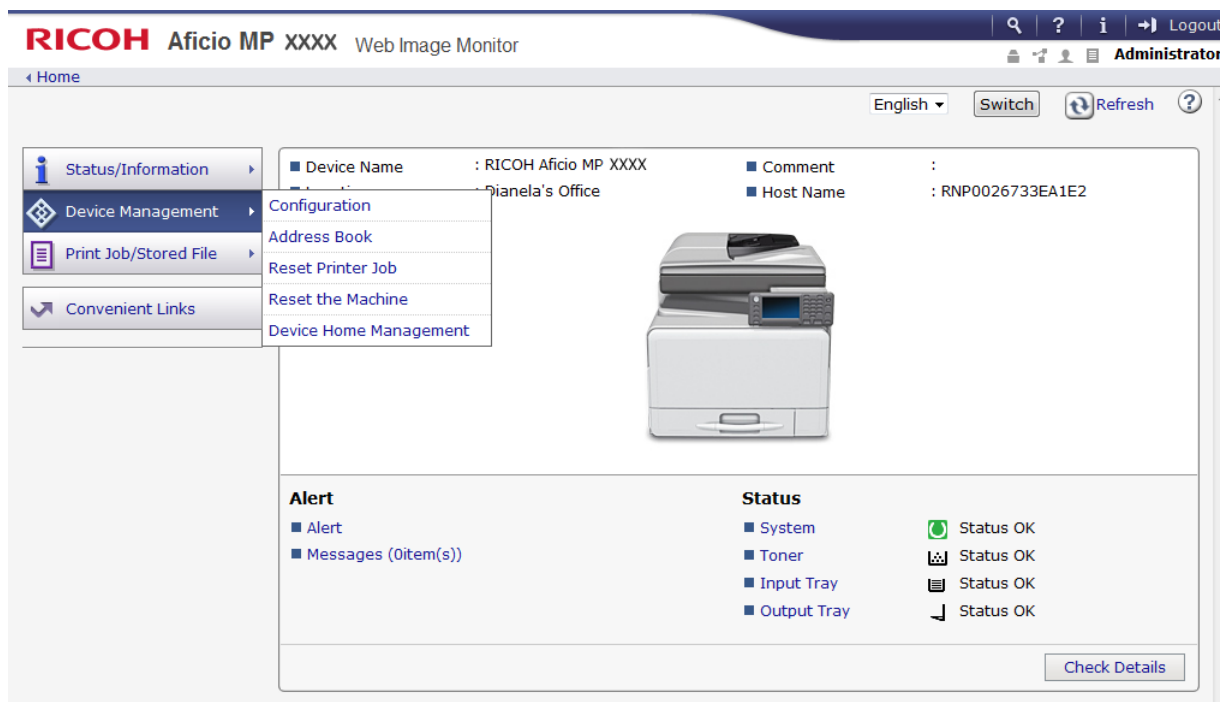 RICOH Aficio MP XXXX Web Image Monitor
Logout
Administrator
Home
English Switch Refresh
Status/Information
Device Management
Print Job/Stored File
Convenient Links
Configuration
Address Book
Reset Printer Job
Reset the Machine
Device Home Management
Device Name : RICOH Aficio MP XXXX
: Dianela's Office
Comment :
Host Name : RNP0026733EA1E2
Alert
Alert
Messages (0item(s))
Status
System Status OK
Toner Status OK
Input Tray Status OK
Output Tray Status OK
Check Details